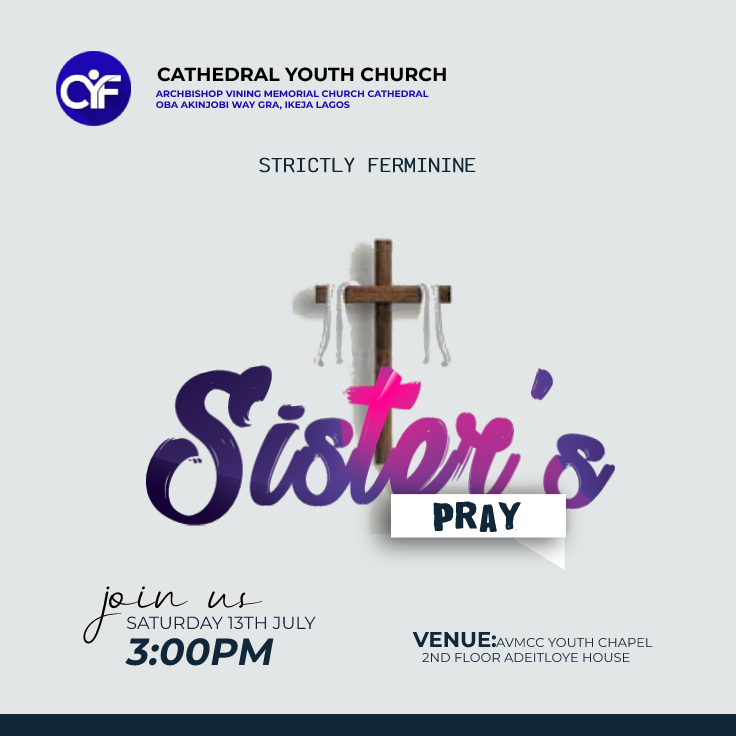 CYF
CATHEDRAL YOUTH CHURCH
ARCHBISHOP VINING MEMORIAL CHURCH CATHEDRAL
OBA AKINJOBI WAY GRA, IKEJA LAGOS
STRICTLY FERMININE
Sister's
PRAY
join us
SATURDAY 13TH JULY
3:00PM
VENUE:AVMCC YOUTH CHAPEL
2ND FLOOR ADEITLOYE HOUSE